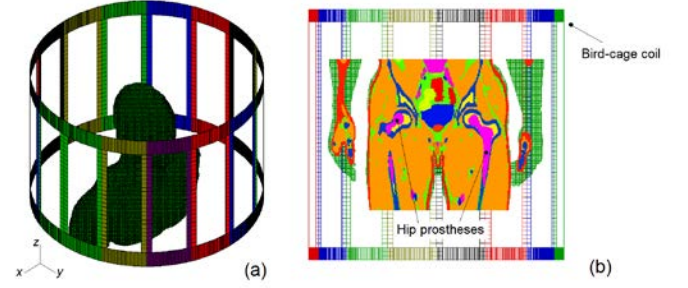 z
x
y
(a)
Bird-cage coil
Hip prostheses
(b)